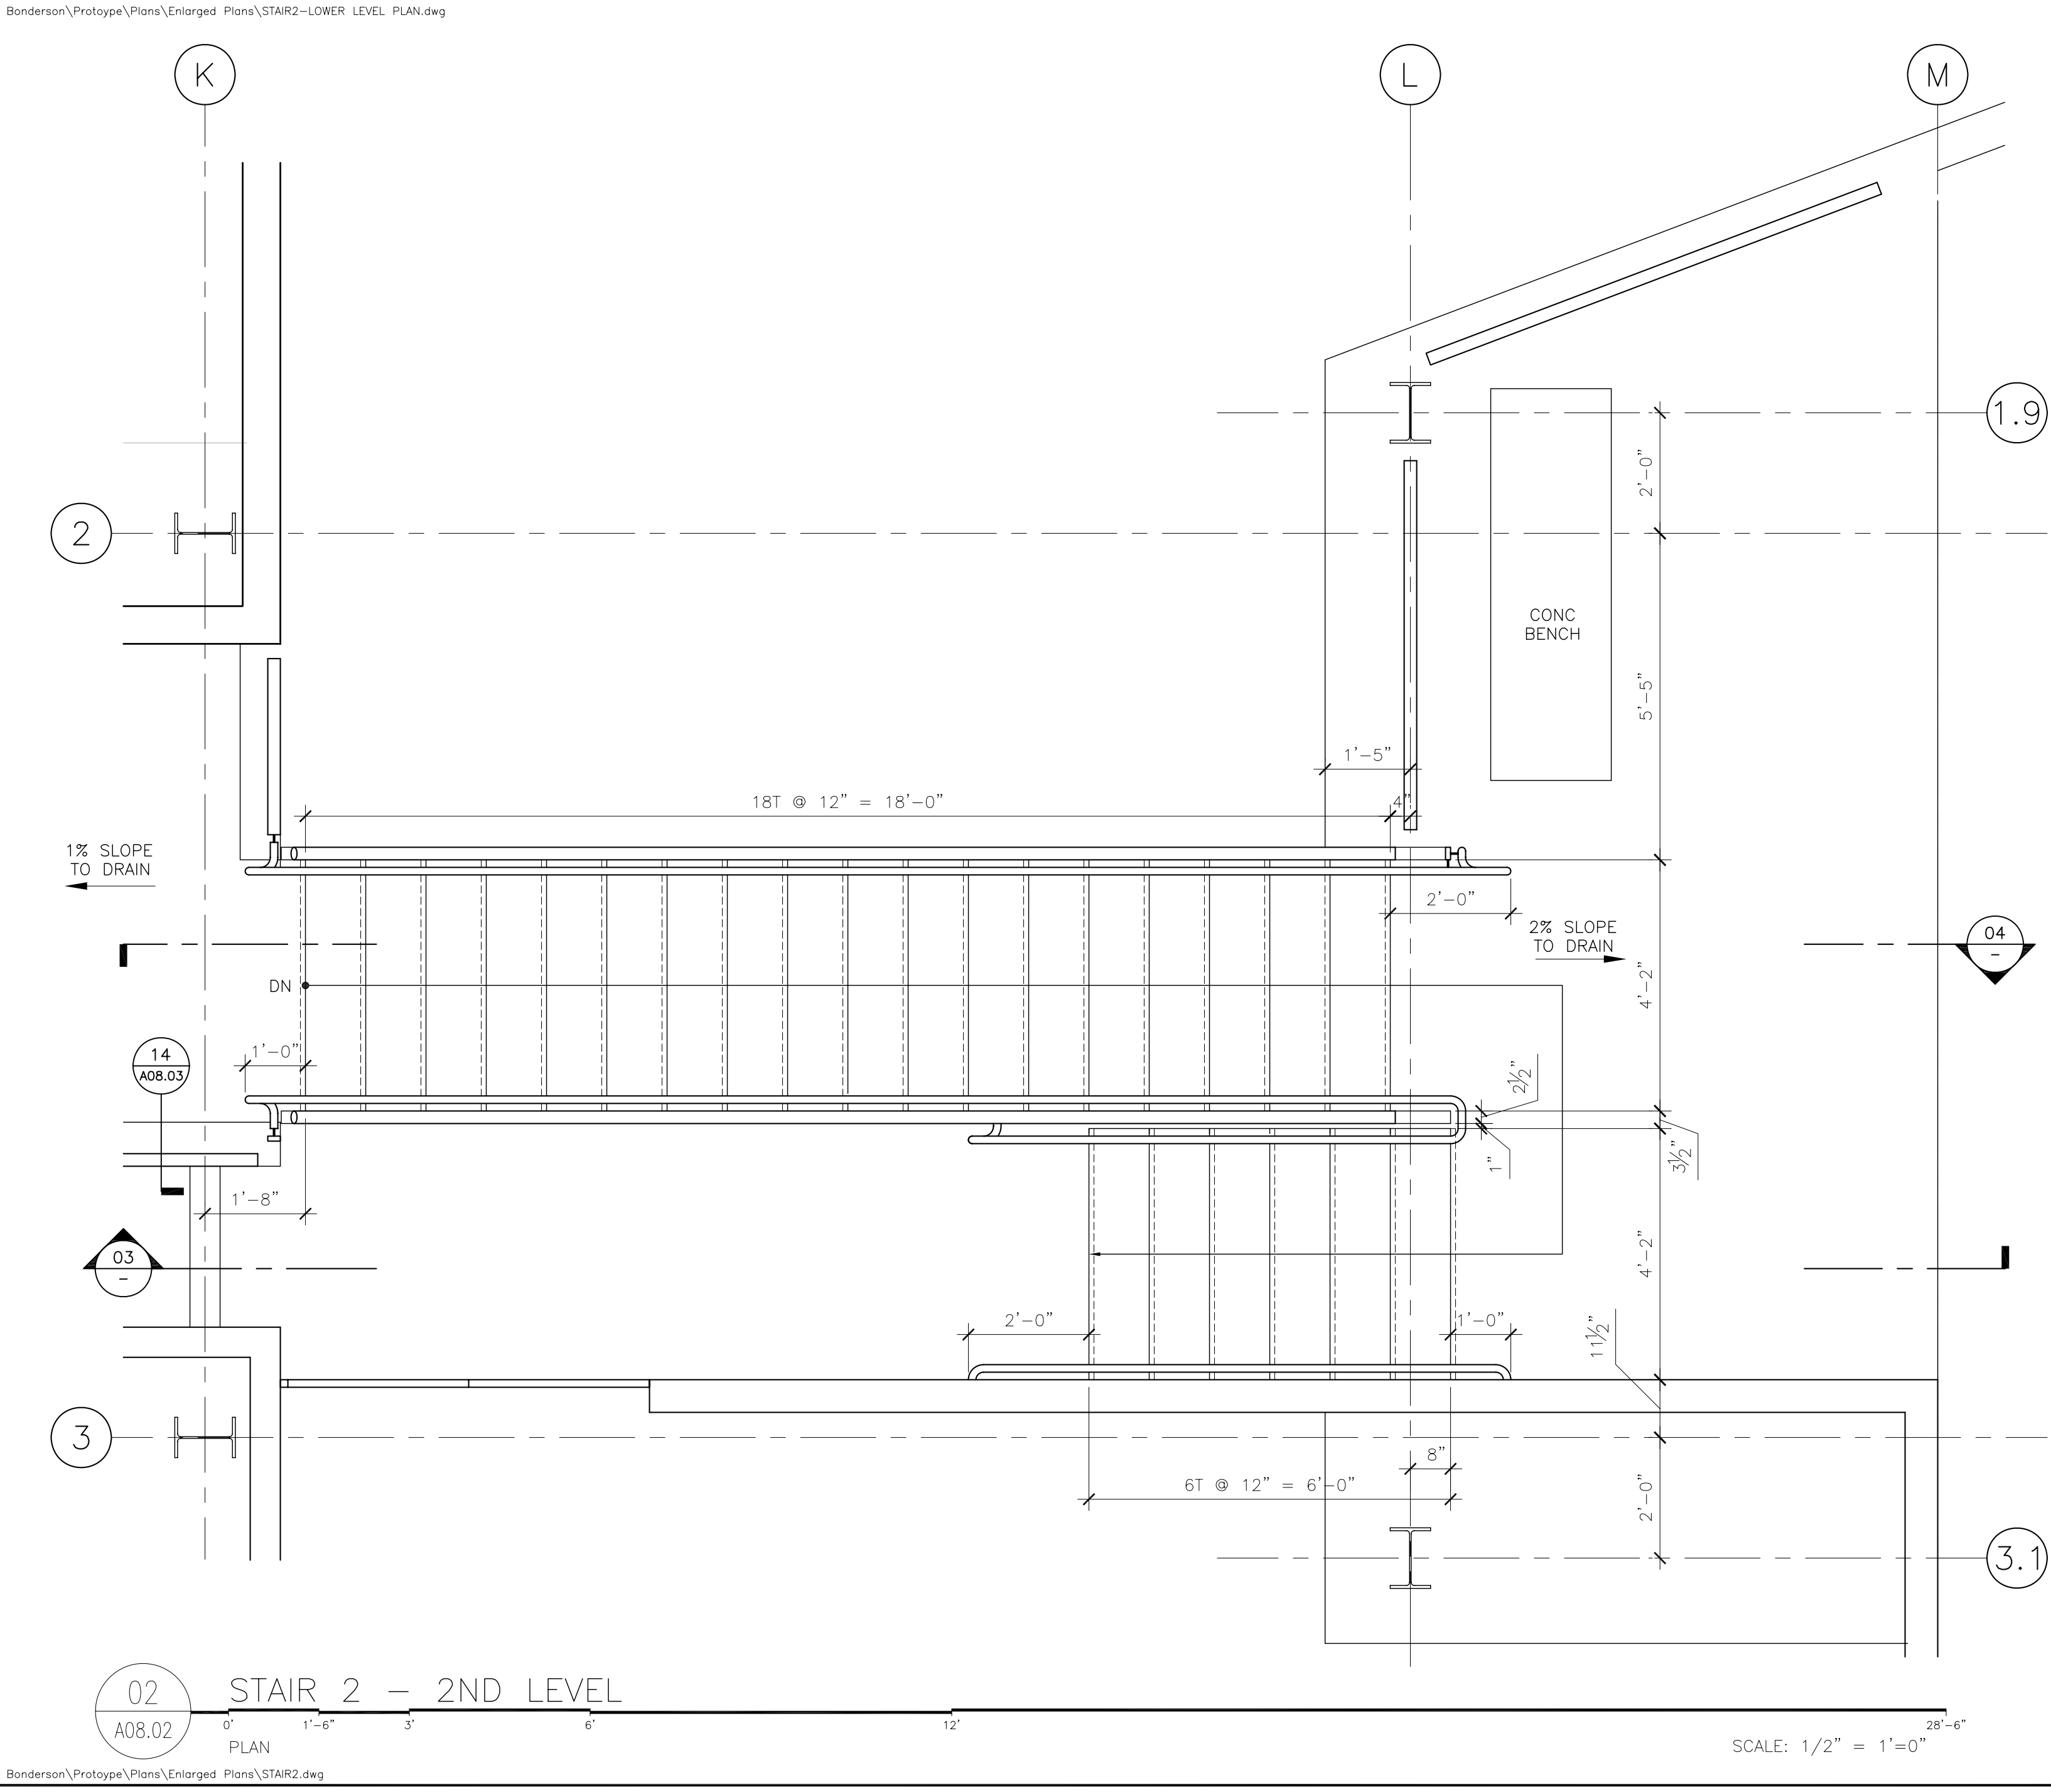 Bonderson\Protoype\Plans\Enlarged Plans\STAIR2-LOWER LEVEL PLAN.dwg
K
L
M
1.9
2'-0"
2
CONC
BENCH
5'-5"
1'-5"
18T @ 12" = 18'-0"
4"
1% SLOPE
TO DRAIN
2'-0"
2% SLOPE
TO DRAIN
04
-
4'-2"
DN
14
A08.03
1'-0"
2½"
1"
3½"
1'-8"
03
-
4'-2"
2'-0"
1'-0"
11½"
3
8"
6T @ 12" = 6'-0"
2'-0"
3.1
02
A08.02
STAIR 2 - 2ND LEVEL
0'
1'-6"
3'
6'
12'
28'-6"
PLAN
SCALE: 1/2" = 1'=0"
Bonderson\Protoype\Plans\Enlarged Plans\STAIR2.dwg